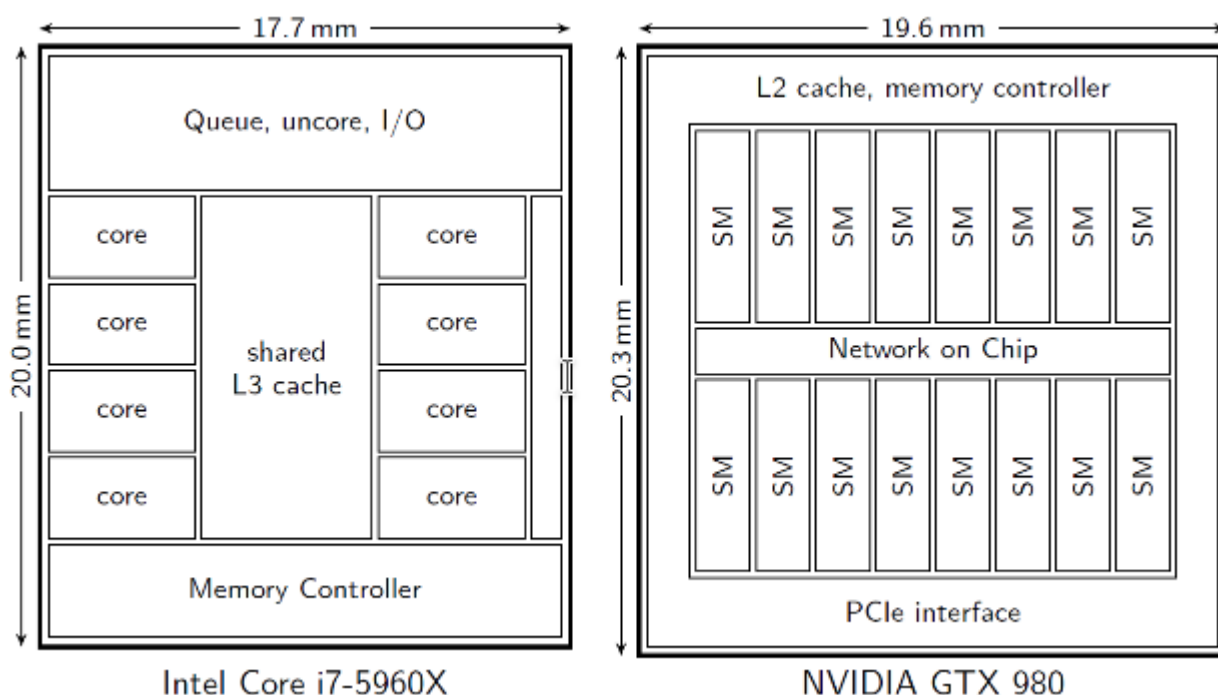 17.7 mm
20.0 mm
Queue, uncore, I/O
core
core
core
core
shared
L3 cache
core
core
core
core
Memory Controller
Intel Core i7-5960X
19.6 mm
20.3 mm
L2 cache, memory controller
SM SM SM SM SM SM SM SM
Network on Chip
SM SM SM SM SM SM SM SM
PCIe interface
NVIDIA GTX 980